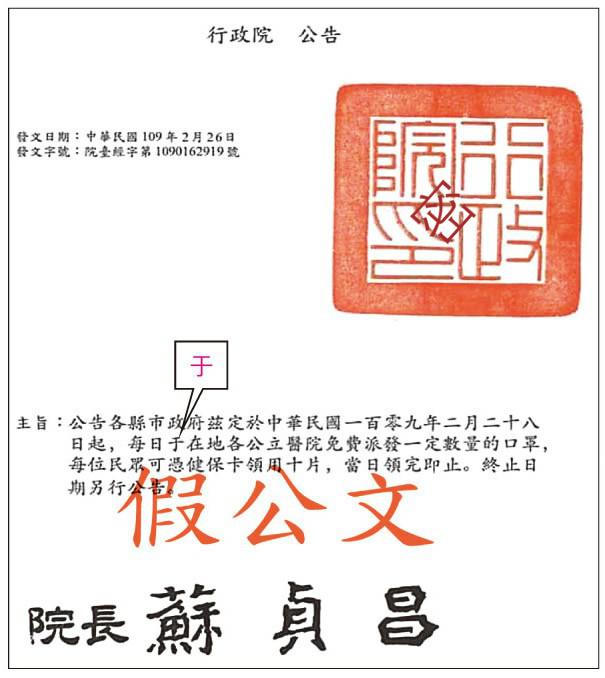 行政院　公告
發文日期：中華民國109年2月26日
發文字號：院臺經字第1090162919號
行政院印
密
于
主旨：公告各縣市政府茲定於中華民國一百零九年二月二十八
日起，每日于在地各公立醫院免費派發一定數量的口罩，
每位民眾可憑健保卡領用十片，當日領完即止。終止日
期另行公告。
假公文
院長 蘇貞昌